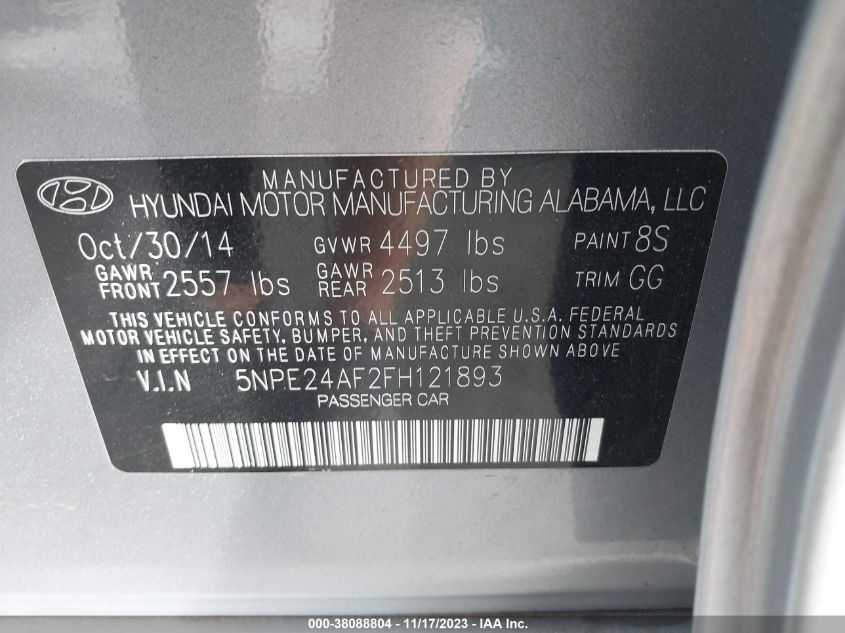 MANUFACTURED BY
HYUNDAI MOTOR MANUFACTURING ALABAMA, LLC
Oct/30/14 GVWR 4497 lbs PAINT 8S
GAWR FRONT 2557 lbs GAWR REAR 2513 lbs TRIM GG
THIS VEHICLE CONFORMS TO ALL APPLICABLE U.S.A. FEDERAL
MOTOR VEHICLE SAFETY, BUMPER, AND THEFT PREVENTION STANDARDS
IN EFFECT ON THE DATE OF MANUFACTURE SHOWN ABOVE.
V.I.N 5NPE24AF2FH121893
PASSENGER CAR
000-38088804 - 11/17/2023 - IAA Inc.